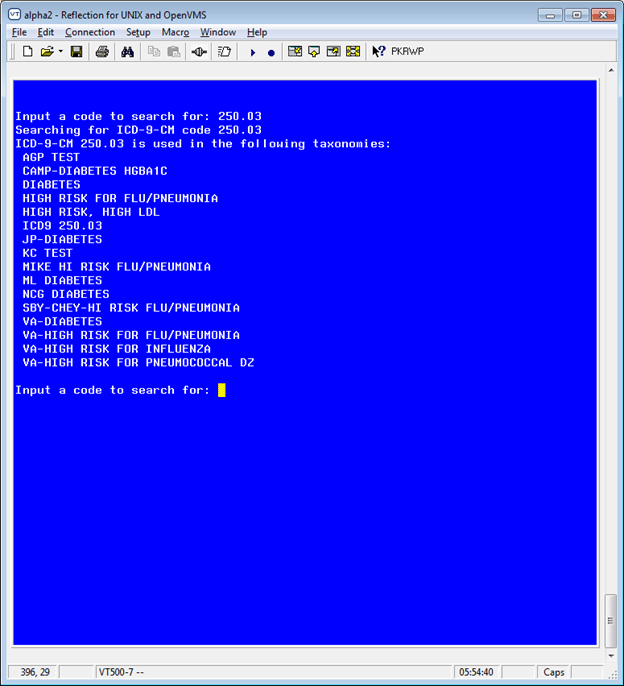 alpha2 - Reflection for UNIX and OpenVMS
File Edit Connection Setup Macro Window Help
PKRWP
Input a code to search for: 250.03
Searching for ICD-9-CM code 250.03
ICD-9-CM 250.03 is used in the following taxonomies:
AGP TEST
CAMP-DIABETES HGBA1C
DIABETES
HIGH RISK FOR FLU/PNEUMONIA
HIGH RISK, HIGH LDL
ICD9 250.03
JP-DIABETES
KC TEST
MIKE HI RISK FLU/PNEUMONIA
ML DIABETES
NCG DIABETES
SBY-CHEY-HI RISK FLU/PNEUMONIA
VA-DIABETES
VA-HIGH RISK FOR FLU/PNEUMONIA
VA-HIGH RISK FOR INFLUENZA
VA-HIGH RISK FOR PNEUMOCOCCAL DZ
Input a code to search for:
396, 29 VT500-7 -- 05:54:40 Caps